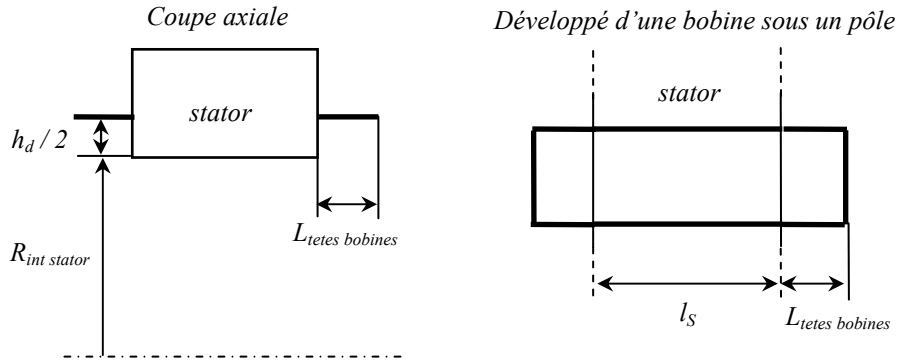 Coupe axiale
stator
h_d / 2
L_tetes bobines
R_int stator
Développé d'une bobine sous un pôle
stator
l_S
L_tetes bobines